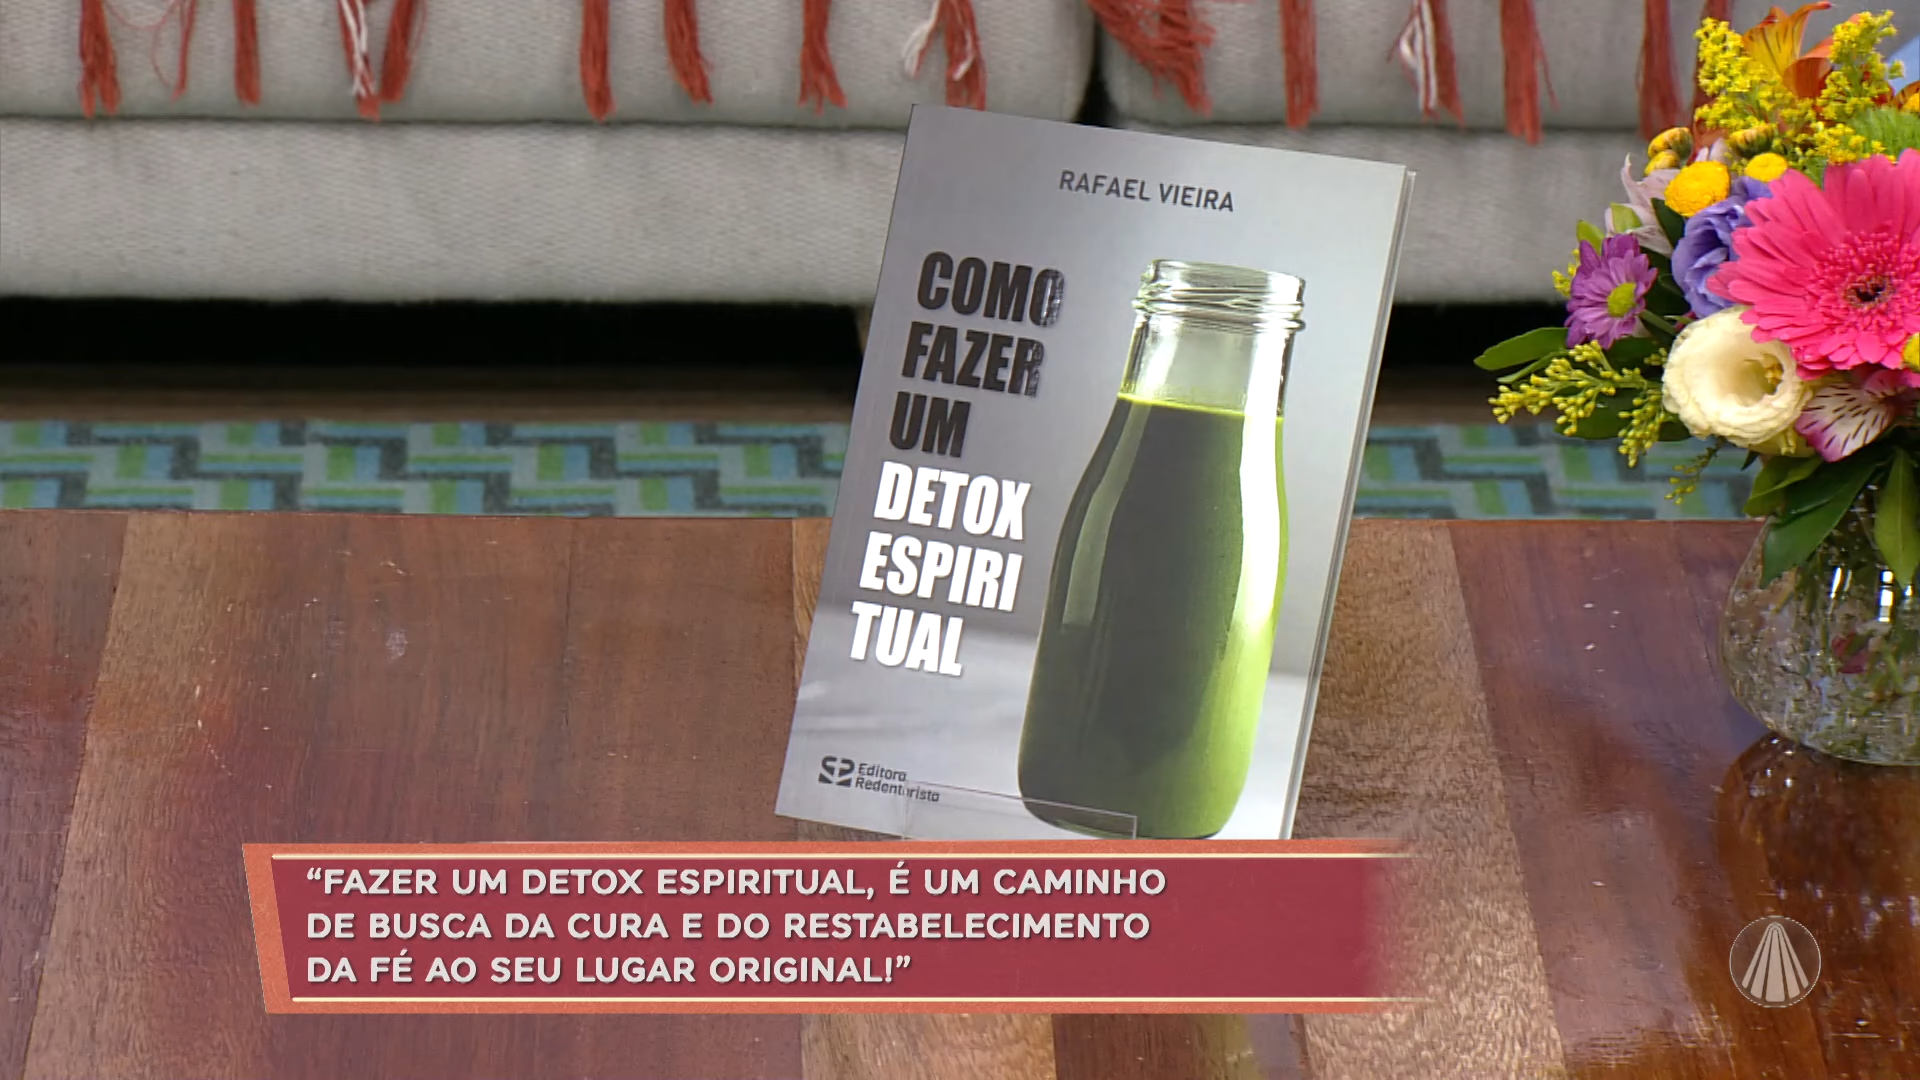 RAFAEL VIEIRA
COMO
FAZER
UM
DETOX
ESPIRI
TUAL
SP Editora
Redentorista
“FAZER UM DETOX ESPIRITUAL, É UM CAMINHO
DE BUSCA DA CURA E DO RESTABELECIMENTO
DA FÉ AO SEU LUGAR ORIGINAL!”